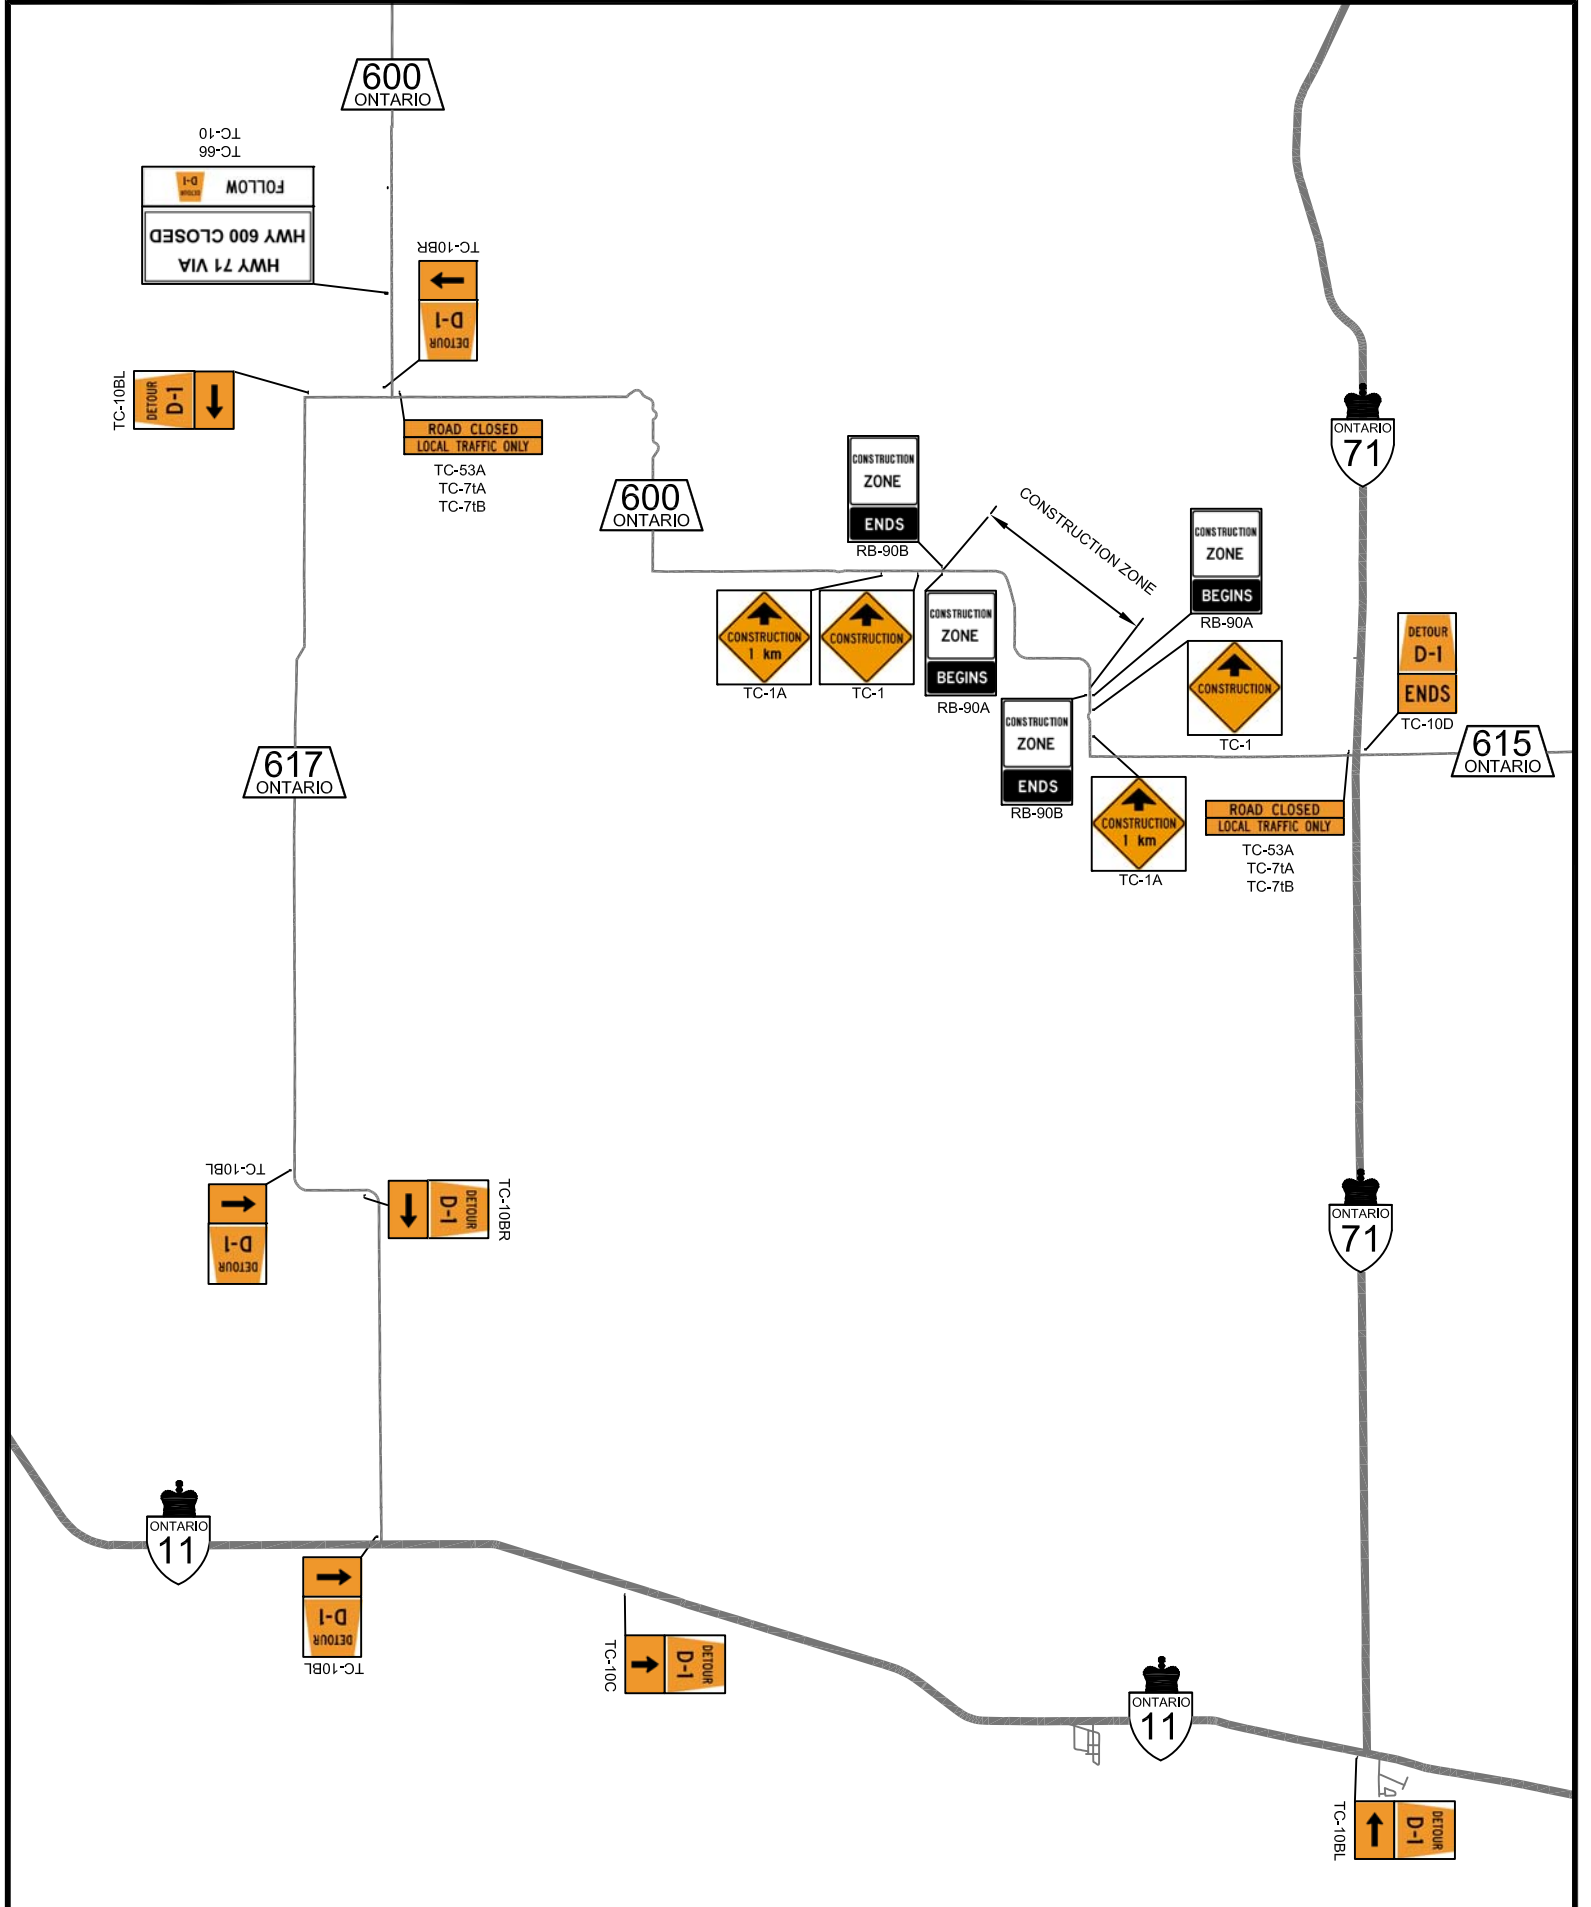 600
ONTARIO
TC-10
TC-66
FOLLOW
DETOUR
D-1
HWY 71 VIA
HWY 600 CLOSED
TC-10BR
DETOUR
D-1
TC-10BL
DETOUR
D-1
ROAD CLOSED
LOCAL TRAFFIC ONLY
TC-53A
TC-7tA
TC-7tB
600
ONTARIO
ONTARIO
71
CONSTRUCTION
ZONE
ENDS
RB-90B
CONSTRUCTION ZONE
CONSTRUCTION
ZONE
BEGINS
RB-90A
CONSTRUCTION
1 km
TC-1A
CONSTRUCTION
TC-1
CONSTRUCTION
ZONE
BEGINS
RB-90A
CONSTRUCTION
TC-1
DETOUR
D-1
ENDS
TC-10D
CONSTRUCTION
ZONE
ENDS
RB-90B
615
ONTARIO
617
ONTARIO
CONSTRUCTION
1 km
TC-1A
ROAD CLOSED
LOCAL TRAFFIC ONLY
TC-53A
TC-7tA
TC-7tB
TC-10BL
DETOUR
D-1
DETOUR
D-1
TC-10BR
ONTARIO
71
ONTARIO
11
DETOUR
D-1
TC-10BL
TC-10C
DETOUR
D-1
ONTARIO
11
TC-10BL
DETOUR
D-1